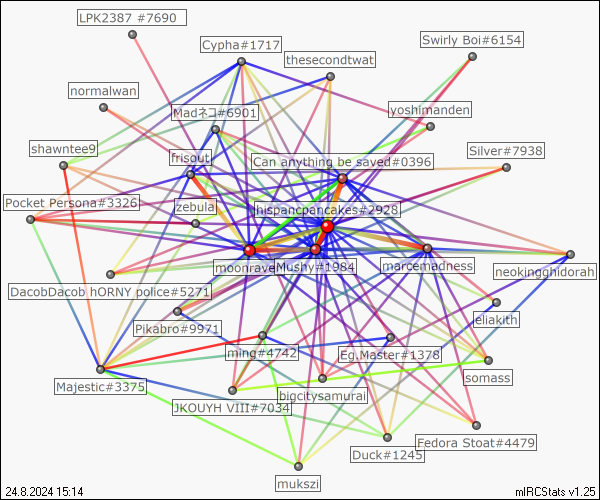 LPK2387 #7690
Cypha#1717
Swirly Boi#6154
thesecondtwat
normalwan
yoshimanden
Madネコ#6901
shawntee9
Silver#7938
frisout
Can anything be saved#0396
Pocket Persona#3326
zebula
jhispancpancakes#2928
moonrave
Mushy#1984
marcemadness
neokingghidorah
DacobDacob hORNY police#5271
eliakith
Pikabro#9971
ming#4742
Eg.Master#1378
somass
Majestic#3375
bigcitysamurai
JKOUYH VIII#7034
Fedora Stoat#4479
Duck#1245
mukszi
24.8.2024 15:14
mIRCStats v1.25